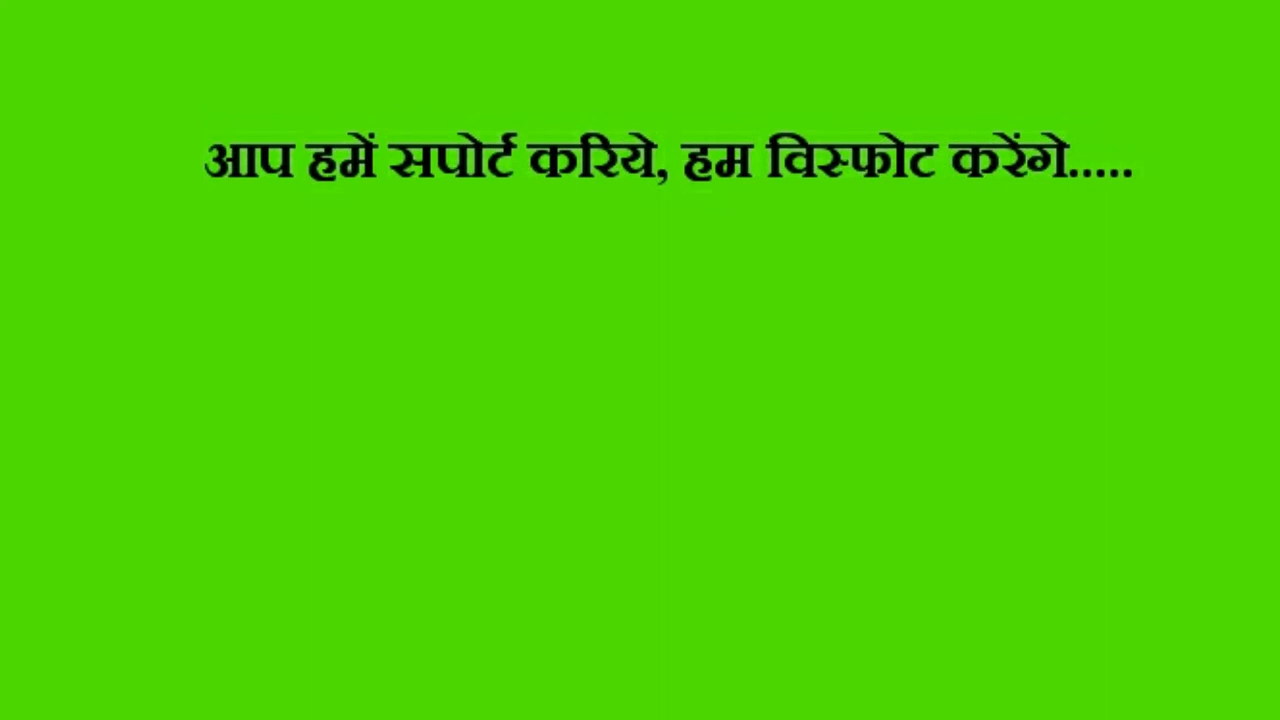 आप हमें सपोर्ट करिये, हम विस्फोट करेंगे.....